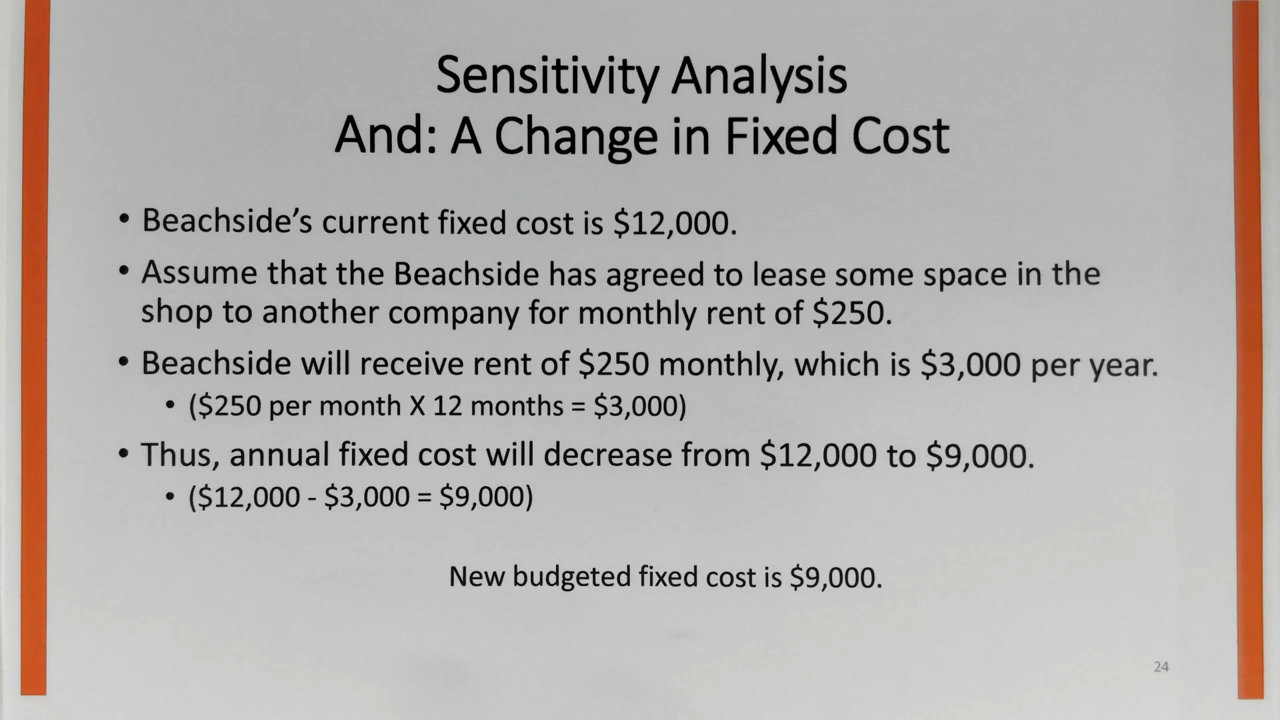 Sensitivity Analysis
And: A Change in Fixed Cost
• Beachside's current fixed cost is $12,000.
• Assume that the Beachside has agreed to lease some space in the
shop to another company for monthly rent of $250.
• Beachside will receive rent of $250 monthly, which is $3,000 per year.
• ($250 per month X 12 months = $3,000)
• Thus, annual fixed cost will decrease from $12,000 to $9,000.
• ($12,000 - $3,000 = $9,000)
New budgeted fixed cost is $9,000.
24